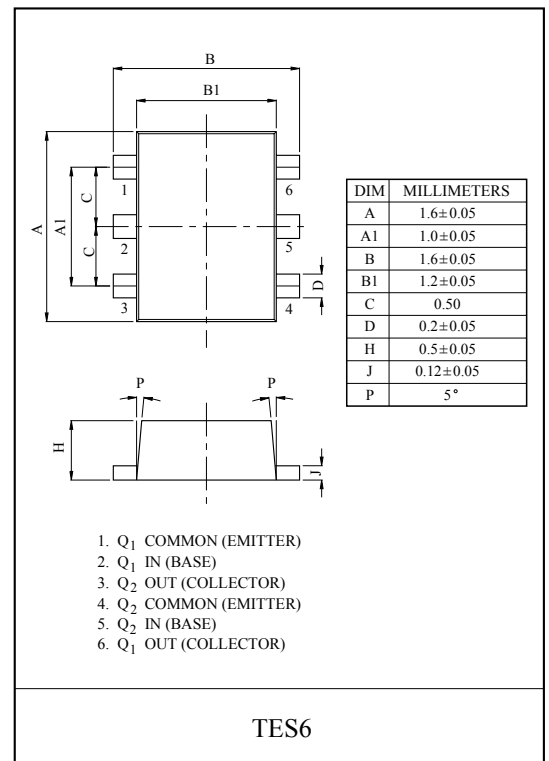 B
B1
A
A1
C
C
D
1
2
3
6
5
4
DIM MILLIMETERS
A 1.6±0.05
A1 1.0±0.05
B 1.6±0.05
B1 1.2±0.05
C 0.50
D 0.2±0.05
H 0.5±0.05
J 0.12±0.05
P 5°
P
P
H
J
1. Q1 COMMON (EMITTER)
2. Q1 IN (BASE)
3. Q2 OUT (COLLECTOR)
4. Q2 COMMON (EMITTER)
5. Q2 IN (BASE)
6. Q1 OUT (COLLECTOR)
TES6